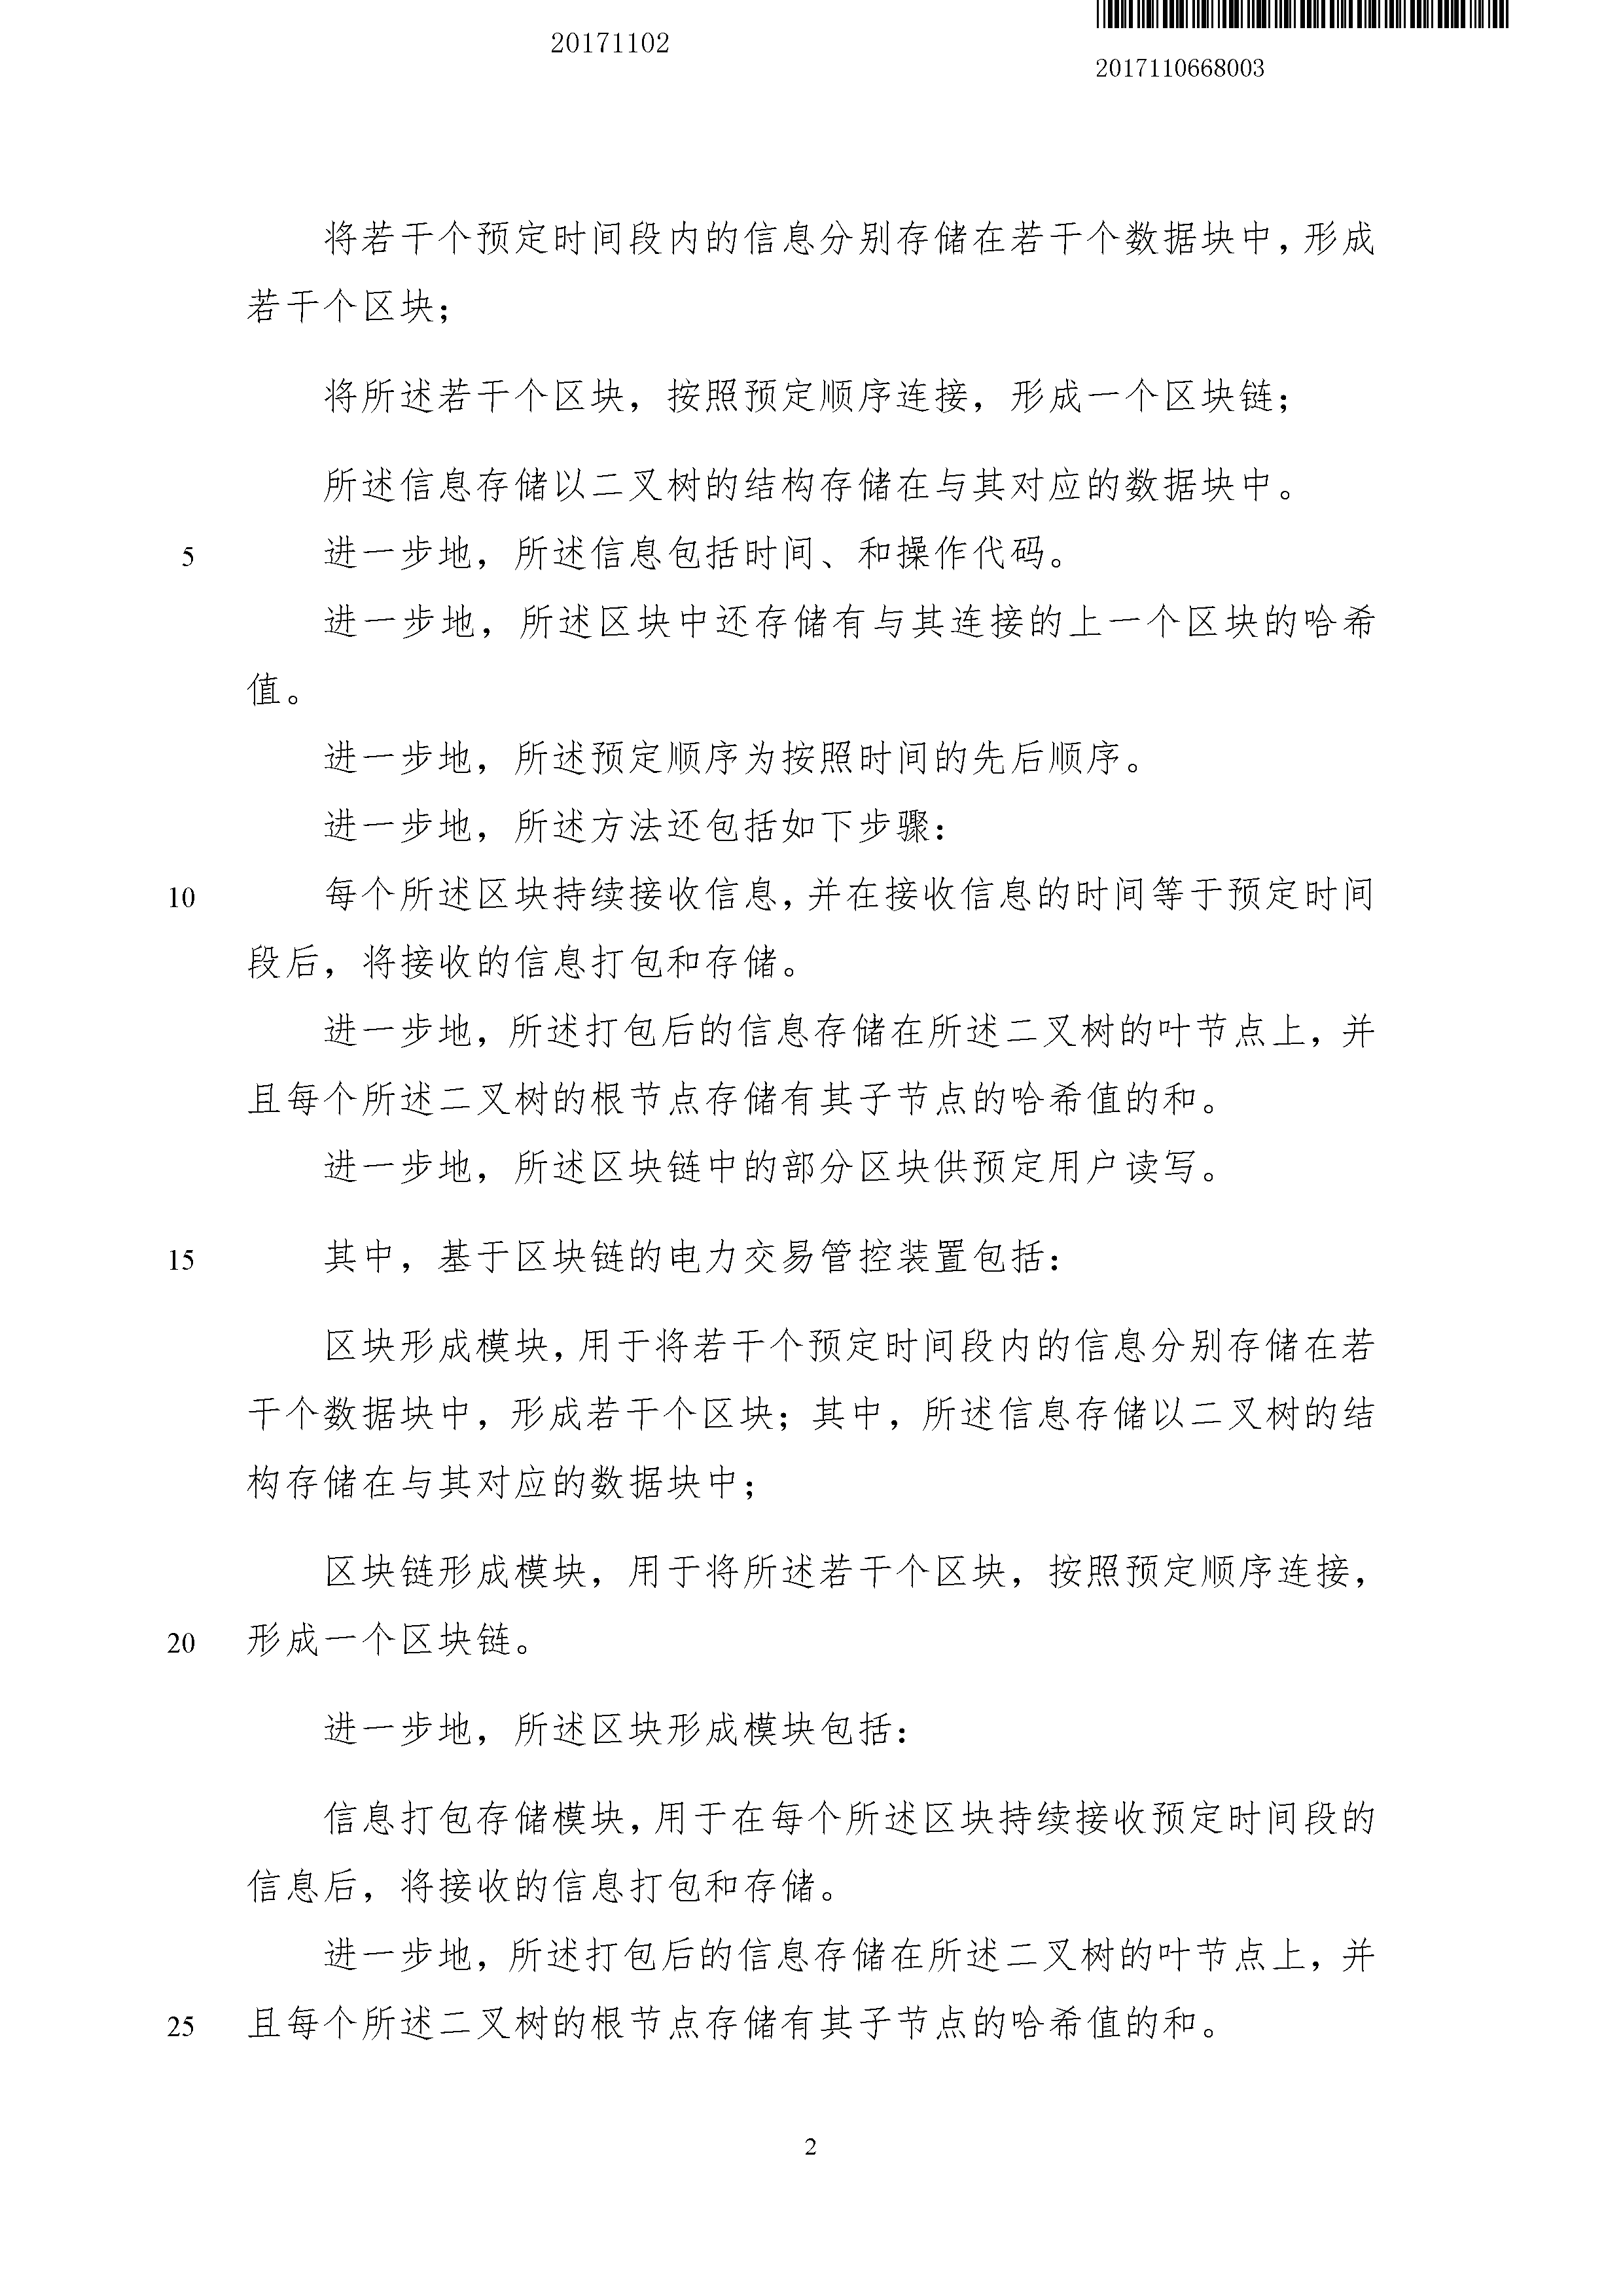 20171102
2017110668003
将若干个预定时间段内的信息分别存储在若干个数据块中，形成
若干个区块；
将所述若干个区块，按照预定顺序连接，形成一个区块链；
所述信息存储以二叉树的结构存储在与其对应的数据块中。
5 进一步地，所述信息包括时间、和操作代码。
进一步地，所述区块中还存储有与其连接的上一个区块的哈希
值。
进一步地，所述预定顺序为按照时间的先后顺序。
进一步地，所述方法还包括如下步骤：
10 每个所述区块持续接收信息，并在接收信息的时间等于预定时间
段后，将接收的信息打包和存储。
进一步地，所述打包后的信息存储在所述二叉树的叶节点上，并
且每个所述二叉树的根节点存储有其子节点的哈希值的和。
进一步地，所述区块链中的部分区块供预定用户读写。
15 其中，基于区块链的电力交易管控装置包括：
区块形成模块，用于将若干个预定时间段内的信息分别存储在若
干个数据块中，形成若干个区块；其中，所述信息存储以二叉树的结
构存储在与其对应的数据块中；
区块链形成模块，用于将所述若干个区块，按照预定顺序连接，
20 形成一个区块链。
进一步地，所述区块形成模块包括：
信息打包存储模块，用于在每个所述区块持续接收预定时间段的
信息后，将接收的信息打包和存储。
进一步地，所述打包后的信息存储在所述二叉树的叶节点上，并
25 且每个所述二叉树的根节点存储有其子节点的哈希值的和。
2